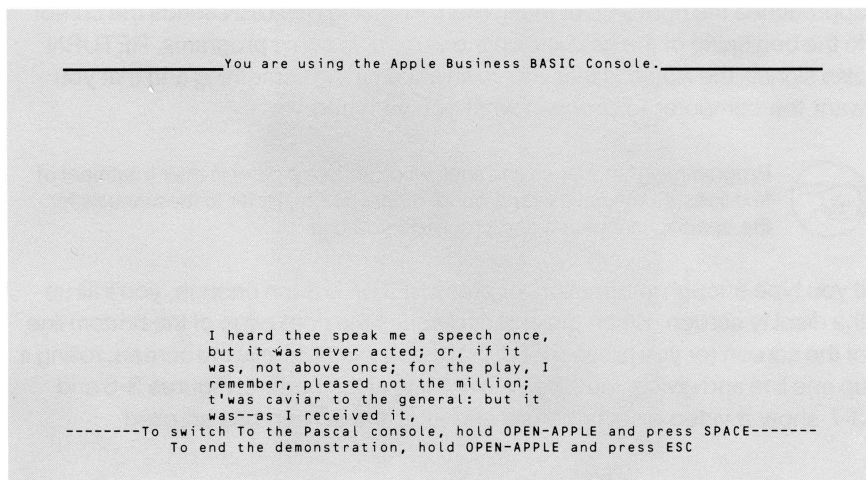 You are using the Apple Business BASIC Console.
I heard thee speak me a speech once,
but it was never acted; or, if it
was, not above once; for the play, I
remember, pleased not the million;
t'was caviar to the general: but it
was--as I received it,
---------To switch To the Pascal console, hold OPEN-APPLE and press SPACE-------
To end the demonstration, hold OPEN-APPLE and press ESC